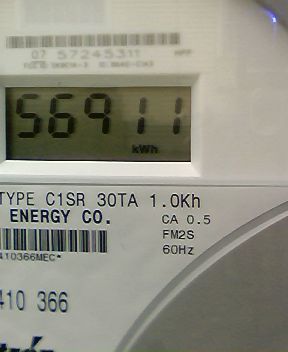 07 57245311
56911
kWh
TYPE C1SR 30TA 1.0Kh
ENERGY CO.
CA 0.5
FM2S
60Hz
410366MEC*
410 366